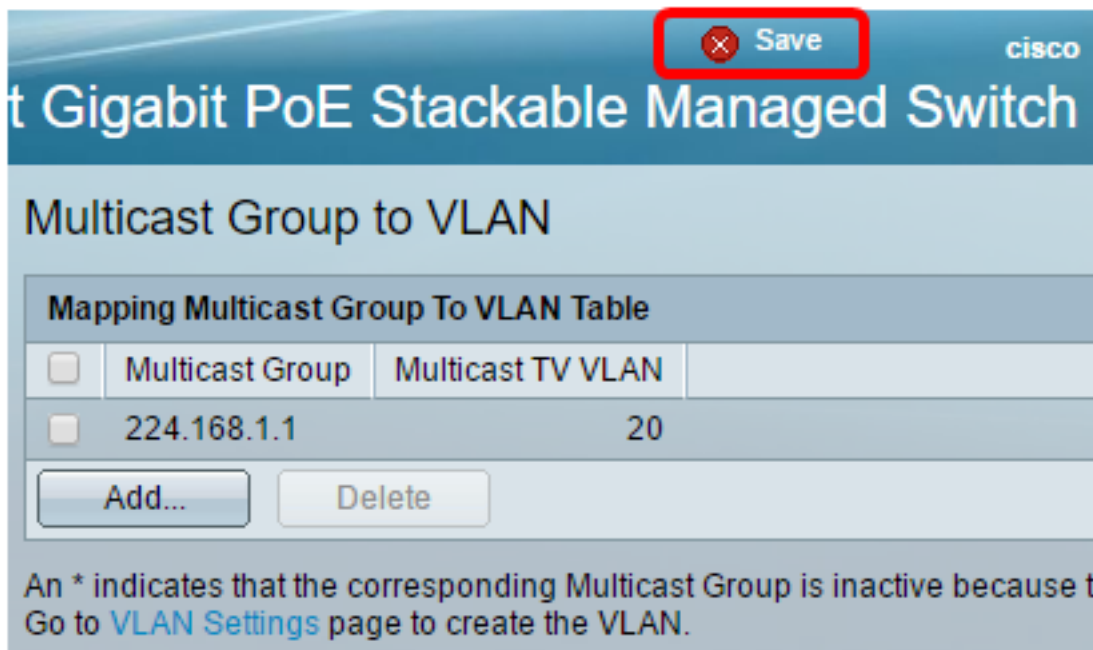 Save
cisco
t Gigabit PoE Stackable Managed Switch
Multicast Group to VLAN
Mapping Multicast Group To VLAN Table
Multicast Group Multicast TV VLAN
224.168.1.1 20
Add... Delete
An * indicates that the corresponding Multicast Group is inactive because t
Go to VLAN Settings page to create the VLAN.